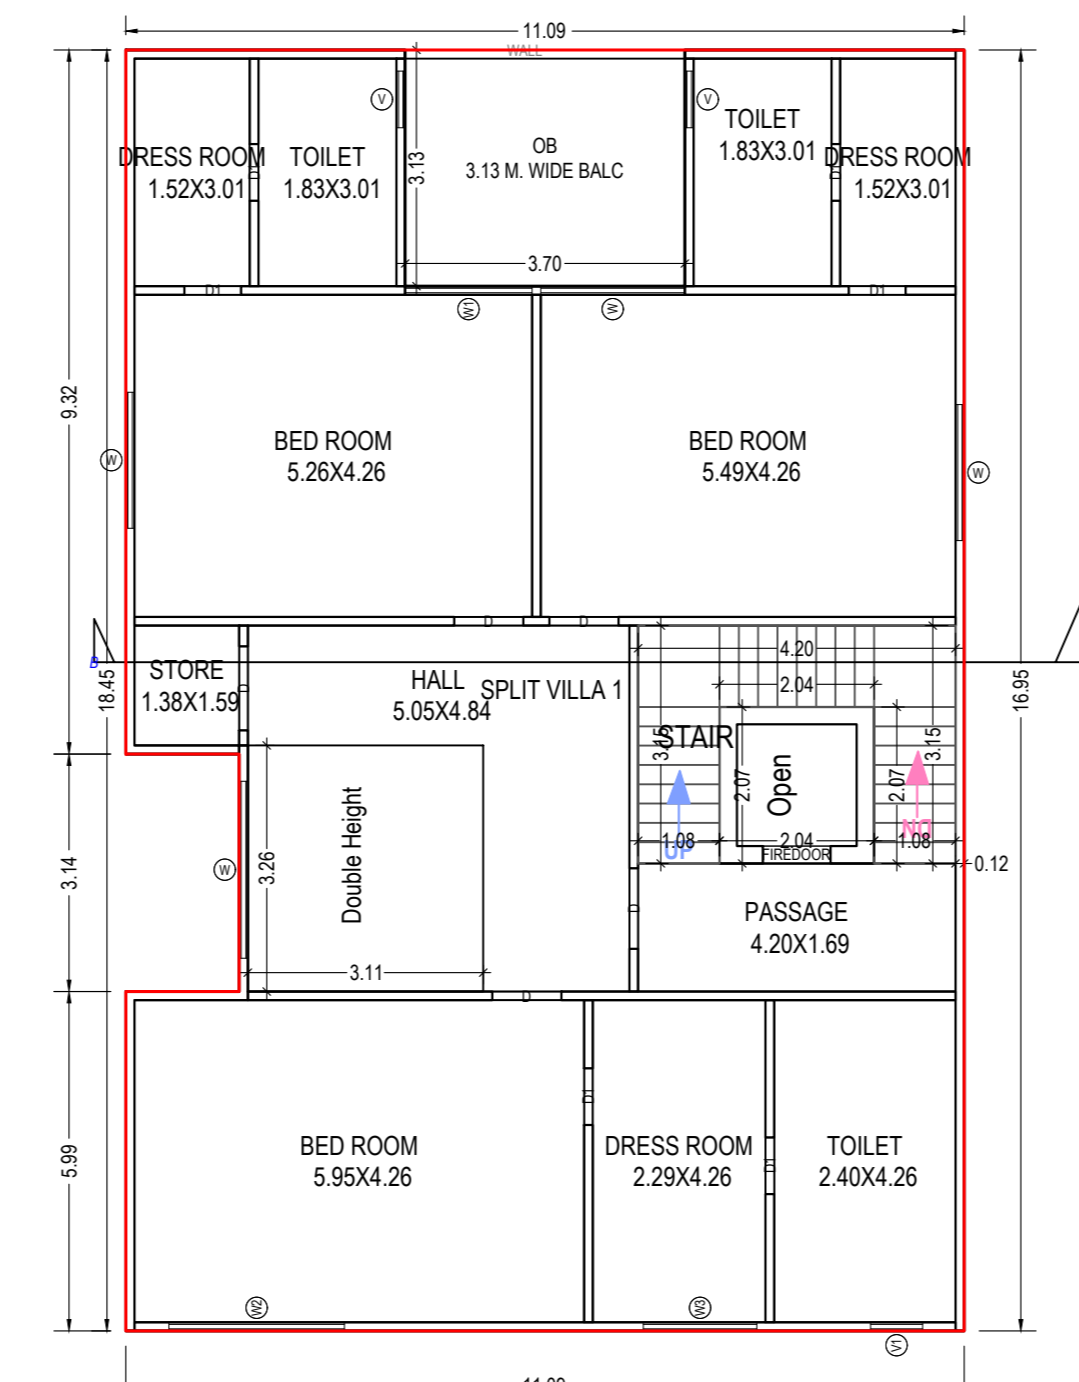 11.09
WALL
V
V
TOILET
1.83X3.01
DRESS ROOM
1.52X3.01
TOILET
1.83X3.01
OB
3.13 M. WIDE BALC
3.13
DRESS ROOM
1.52X3.01
D
D
3.70
D1
D1
W1
W
9.32
BED ROOM
5.26X4.26
BED ROOM
5.49X4.26
W
W
D
D
B
STORE
1.38X1.59
D
HALL
5.05X4.84
SPLIT VILLA 1
4.20
2.04
18.45
16.95
STAIR
3.15
3.15
Open
2.07
2.07
UP
DN
1.08
2.04
1.08
FIREDOOR
0.12
3.14
W
3.26
Double Height
D
PASSAGE
4.20X1.69
3.11
D
5.99
D1
D1
BED ROOM
5.95X4.26
DRESS ROOM
2.29X4.26
TOILET
2.40X4.26
W2
W3
V1
11.09